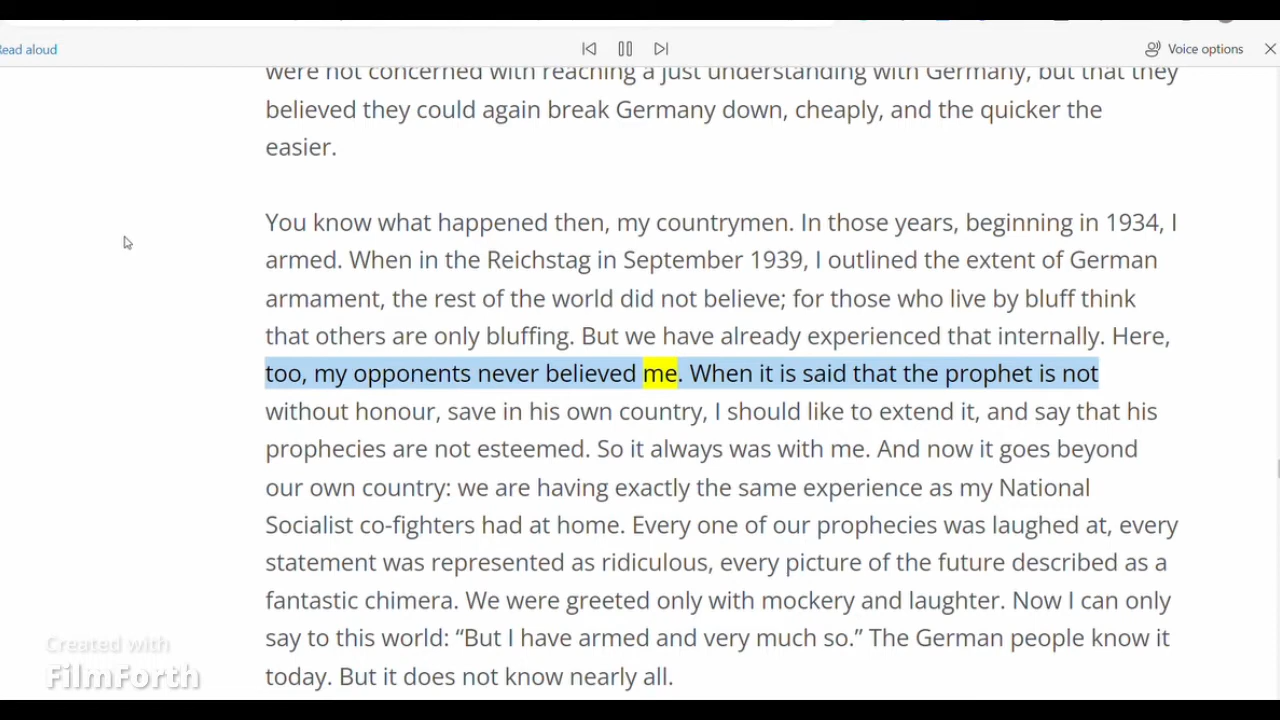 Read aloud
Voice options
were not concerned with reaching a just understanding with Germany, but that they
believed they could again break Germany down, cheaply, and the quicker the
easier.
You know what happened then, my countrymen. In those years, beginning in 1934, I
armed. When in the Reichstag in September 1939, I outlined the extent of German
armament, the rest of the world did not believe; for those who live by bluff think
that others are only bluffing. But we have already experienced that internally. Here,
too, my opponents never believed me. When it is said that the prophet is not
without honour, save in his own country, I should like to extend it, and say that his
prophecies are not esteemed. So it always was with me. And now it goes beyond
our own country: we are having exactly the same experience as my National
Socialist co-fighters had at home. Every one of our prophecies was laughed at, every
statement was represented as ridiculous, every picture of the future described as a
fantastic chimera. We were greeted only with mockery and laughter. Now I can only
say to this world: “But I have armed and very much so.” The German people know it
today. But it does not know nearly all.
Created with
FilmForth